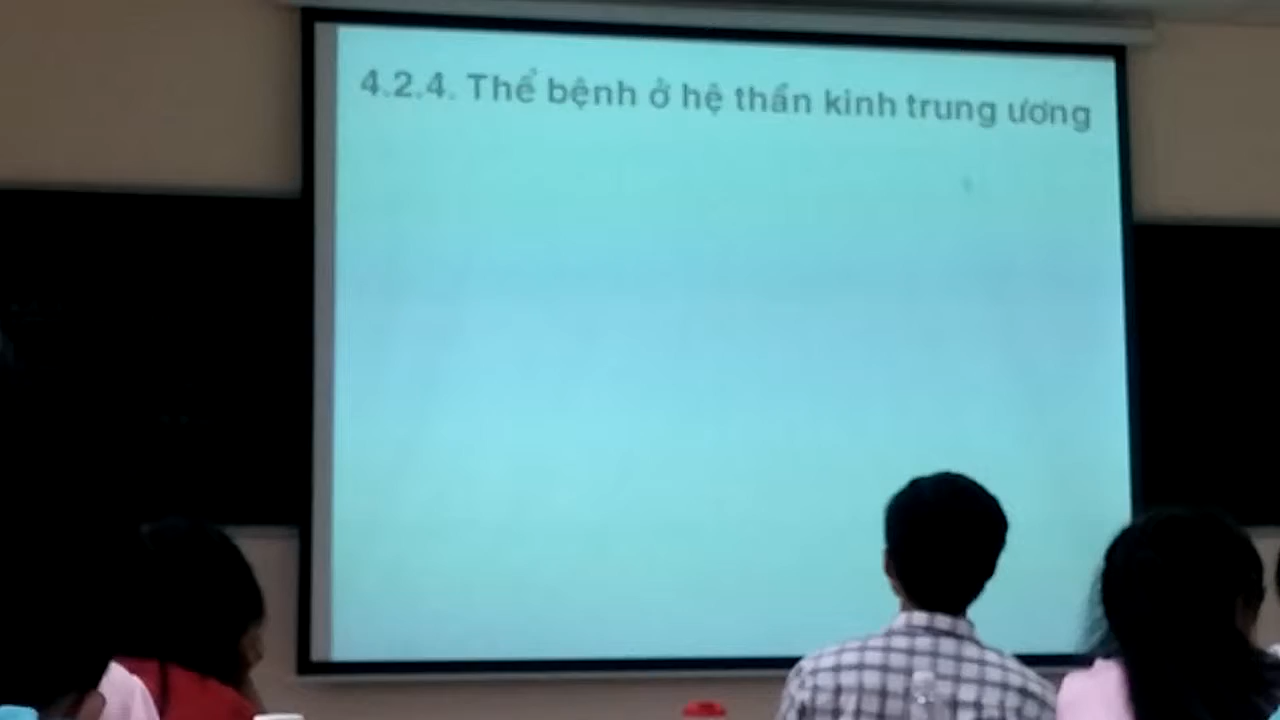 4.2.4. Thể bệnh ở hệ thần kinh trung ương